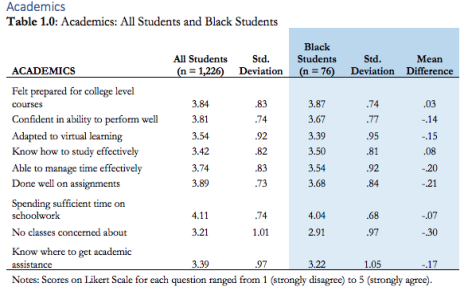 Academics
Table 1.0: Academics: All Students and Black Students
Black
All Students Std. Students Std. Mean
ACADEMICS (n = 1,226) Deviation (n = 76) Deviation Difference
Felt prepared for college level
courses 3.84 .83 3.87 .74 .03
Confident in ability to perform well 3.81 .74 3.67 .77 -.14
Adapted to virtual learning 3.54 .92 3.39 .95 -.15
Know how to study effectively 3.42 .82 3.50 .81 .08
Able to manage time effectively 3.74 .83 3.54 .92 -.20
Done well on assignments 3.89 .73 3.68 .84 -.21
Spending sufficient time on
schoolwork 4.11 .74 4.04 .68 -.07
No classes concerned about 3.21 1.01 2.91 .97 -.30
Know where to get academic
assistance 3.39 .97 3.22 1.05 -.17
Notes: Scores on Likert Scale for each question ranged from 1 (strongly disagree) to 5 (strongly agree).